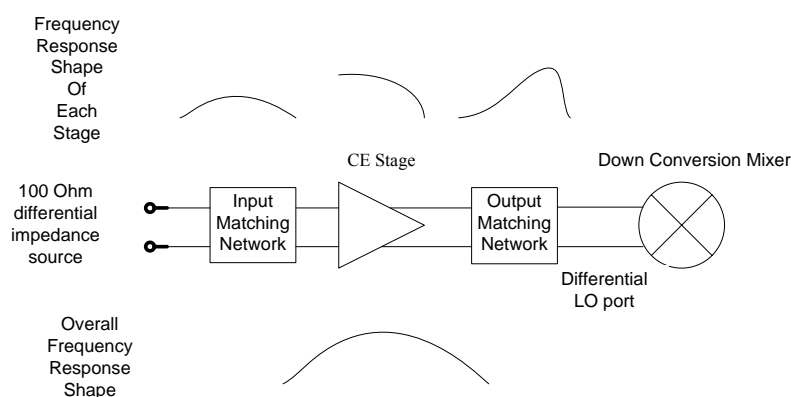 Frequency
Response
Shape
Of
Each
Stage
CE Stage
Down Conversion Mixer
100 Ohm
differential
impedance
source
Input
Matching
Network
Output
Matching
Network
Differential
LO port
Overall
Frequency
Response
Shape